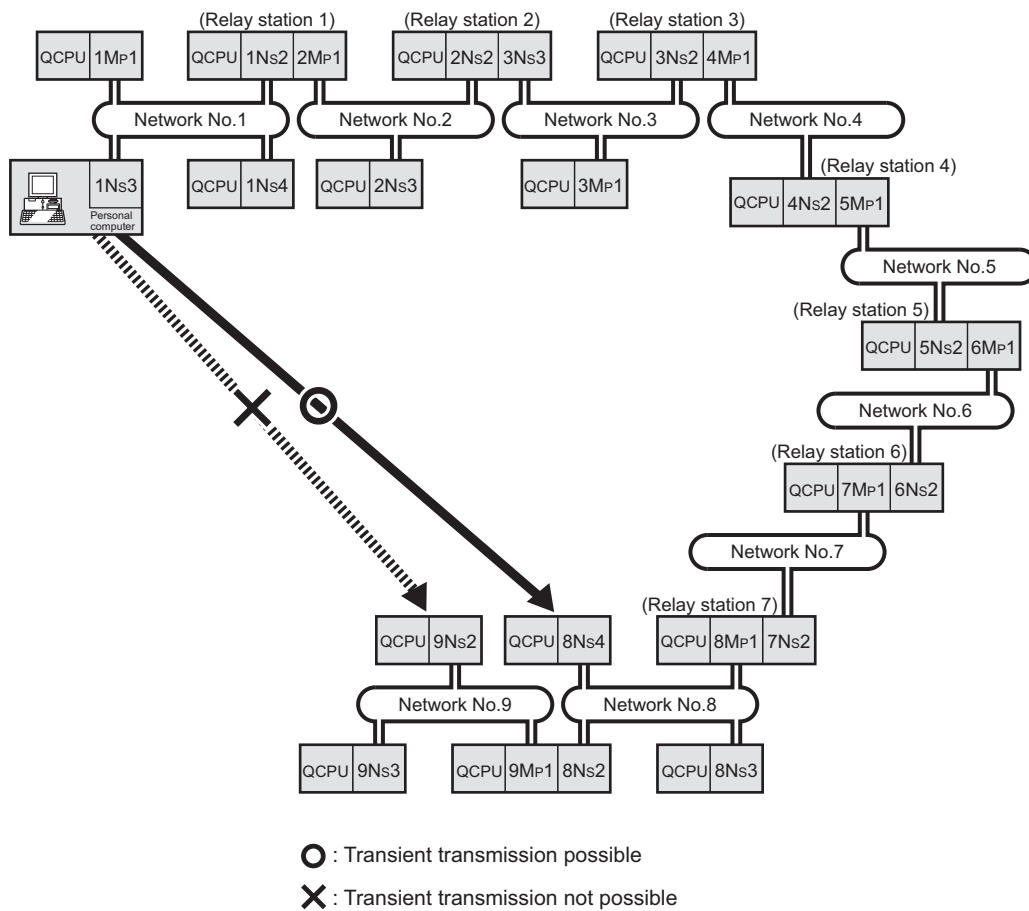 (Relay station 1) (Relay station 2) (Relay station 3)
QCPU 1MP1 QCPU 1NS2 2MP1 QCPU 2NS2 3NS3 QCPU 3NS2 4MP1
Network No.1 Network No.2 Network No.3 Network No.4
(Relay station 4)
1NS3 QCPU 1NS4 QCPU 2NS3 QCPU 3MP1
Personal
computer
QCPU 4NS2 5MP1
Network No.5
(Relay station 5)
QCPU 5NS2 6MP1
Network No.6
(Relay station 6)
QCPU 7MP1 6NS2
Network No.7
(Relay station 7)
QCPU 9NS2 QCPU 8NS4 QCPU 8MP1 7NS2
Network No.9 Network No.8
QCPU 9NS3 QCPU 9MP1 8NS2 QCPU 8NS3
: Transient transmission possible
: Transient transmission not possible